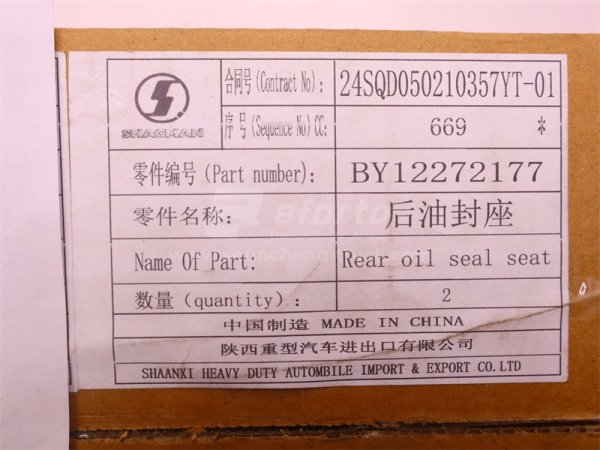 SHACMAN
合同号(Contract No): 24SQD050210357YT-01
序 号(Sequence No) CC: 669 *
零件编号(Part number): BY12272177
零件名称: 后油封座
Name Of Part: Rear oil seal seat
数量(quantity): 2
中国制造 MADE IN CHINA
陕西重型汽车进出口有限公司
SHAANXI HEAVY DUTY AUTOMBILE IMPORT & EXPORT CO.LTD